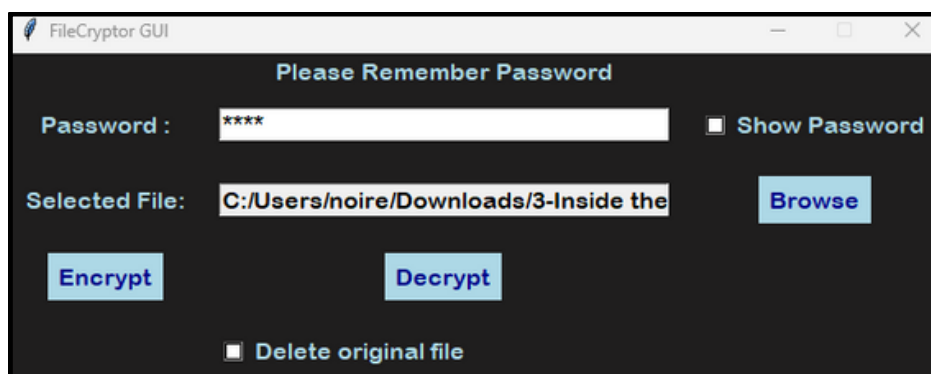 FileCryptor GUI
Please Remember Password
Password : **** Show Password
Selected File: C:/Users/noire/Downloads/3-Inside the Browse
Encrypt Decrypt
Delete original file